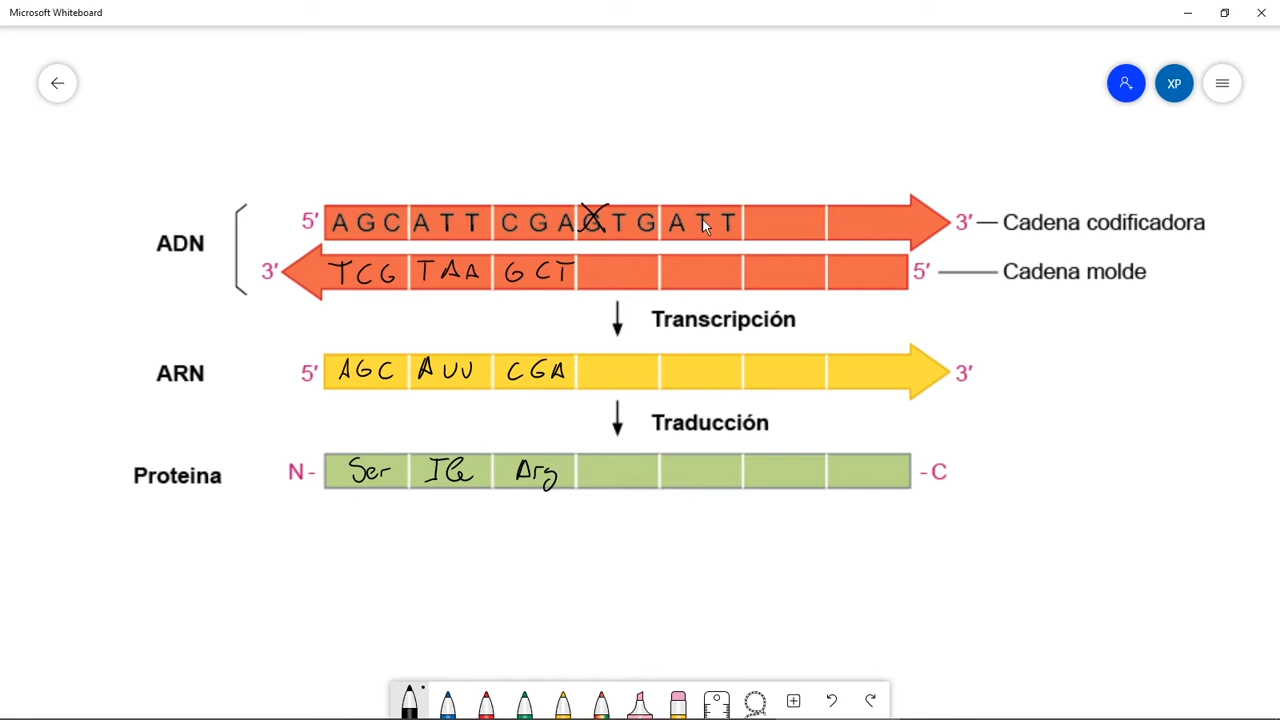 Microsoft Whiteboard
XP
ADN
5' AGC ATT CGA GTG ATT 3' Cadena codificadora
3' TCG TAA GCT 5' Cadena molde
Transcripción
ARN 5' AGC AUU CGA 3'
Traducción
Proteina N- Ser Ile Arg -C